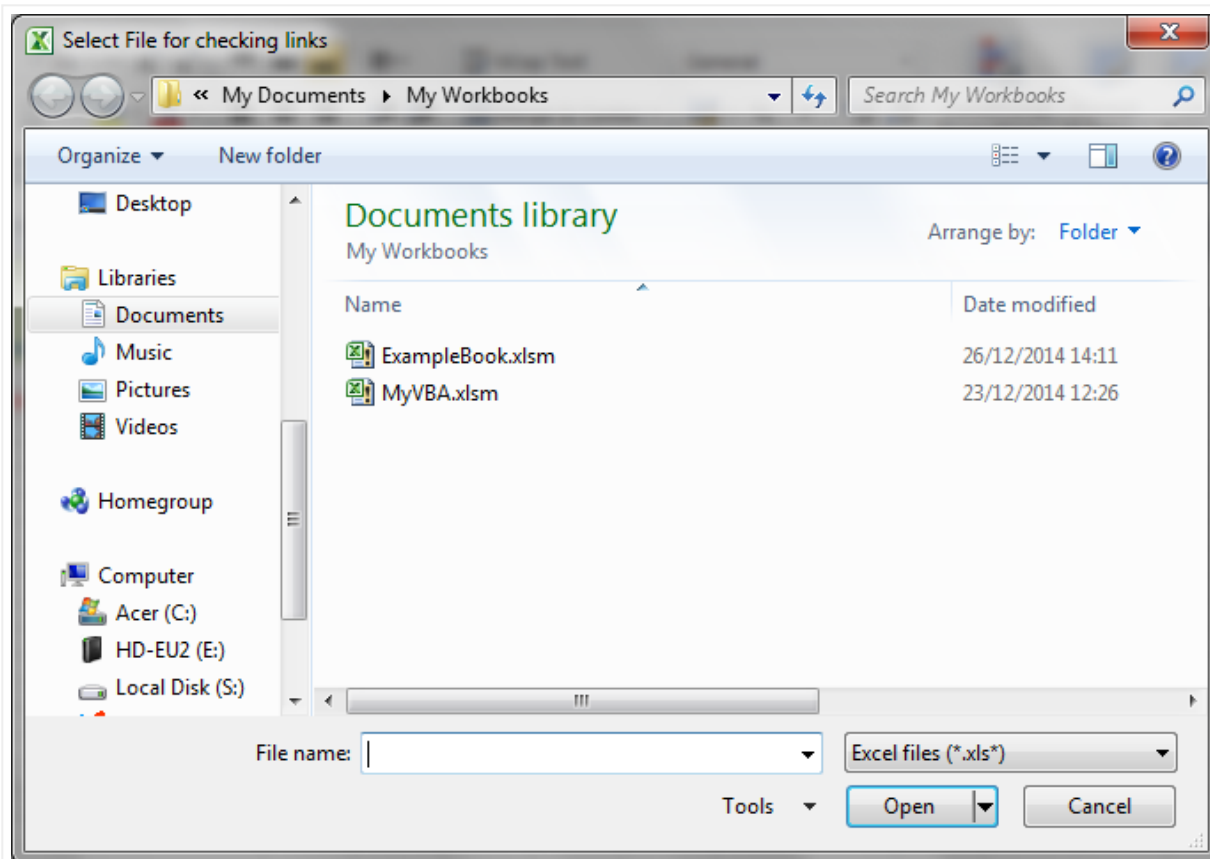 Select File for checking links
« My Documents ▸ My Workbooks
Search My Workbooks
Organize
New folder
Desktop
Libraries
Documents
Music
Pictures
Videos
Homegroup
Computer
Acer (C:)
HD-EU2 (E:)
Local Disk (S:)
Documents library
My Workbooks
Arrange by: Folder
Name Date modified
ExampleBook.xlsm 26/12/2014 14:11
MyVBA.xlsm 23/12/2014 12:26
File name:
Excel files (*.xls*)
Tools
Open
Cancel